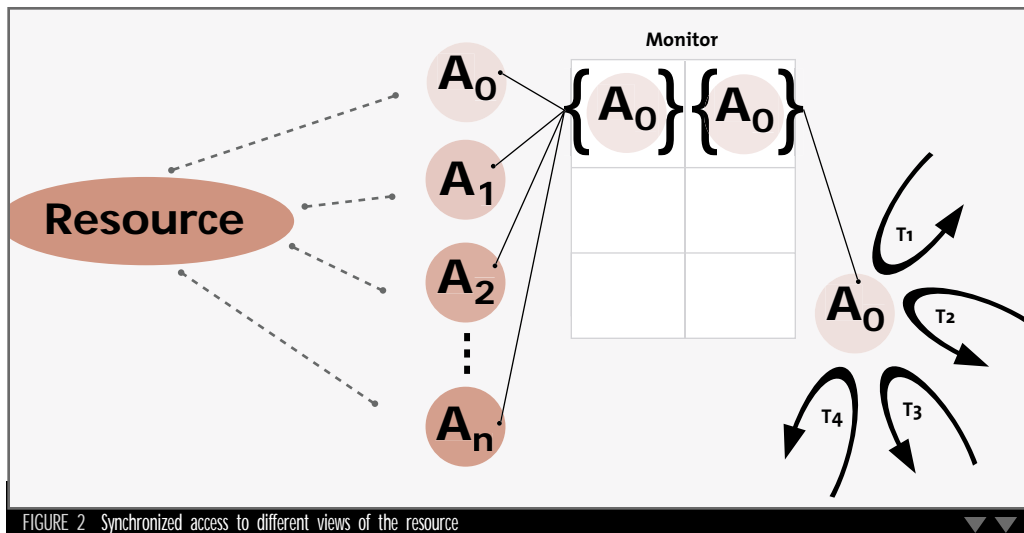 Monitor
Resource
A0
A1
A2
An
{A0} {A0}
A0
T1
T2
T3
T4
FIGURE 2 Synchronized access to different views of the resource